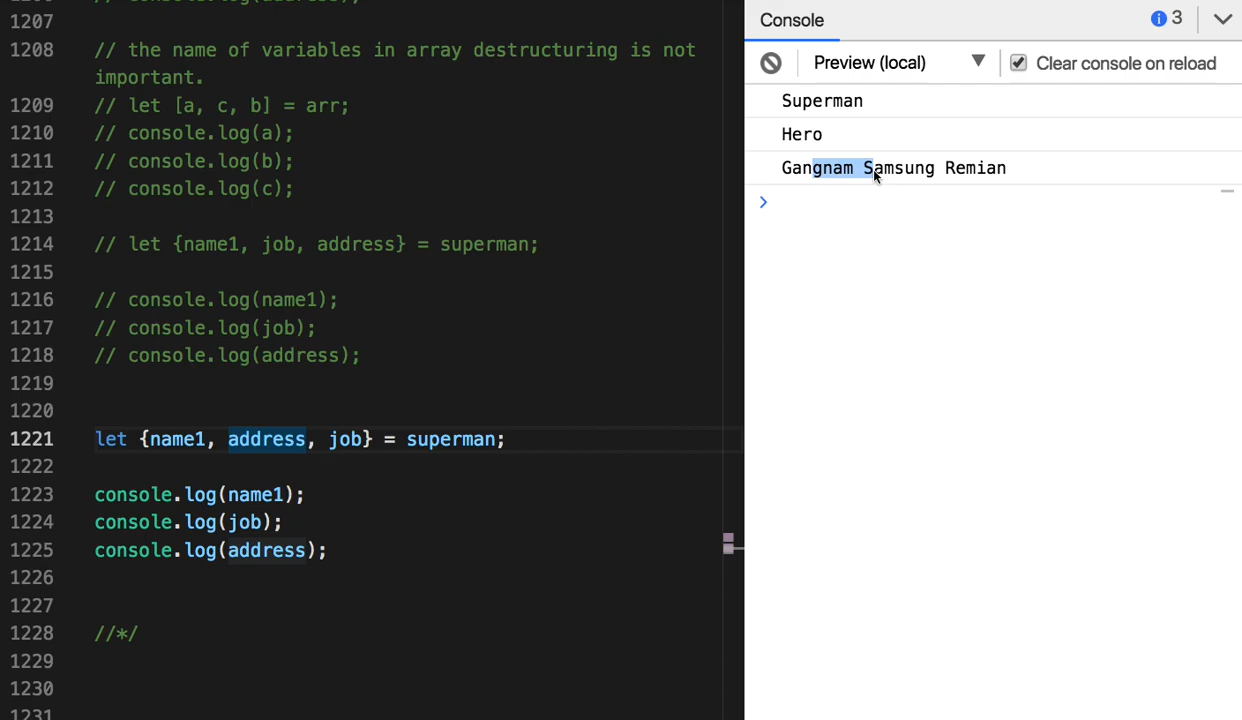 1207
1208 // the name of variables in array destructuring is not
important.
1209 // let [a, c, b] = arr;
1210 // console.log(a);
1211 // console.log(b);
1212 // console.log(c);
1213
1214 // let {name1, job, address} = superman;
1215
1216 // console.log(name1);
1217 // console.log(job);
1218 // console.log(address);
1219
1220
1221 let {name1, address, job} = superman;
1222
1223 console.log(name1);
1224 console.log(job);
1225 console.log(address);
1226
1227
1228 //*/
1229
1230
1231
Console
3
Preview (local)
Clear console on reload
Superman
Hero
Gangnam Samsung Remian